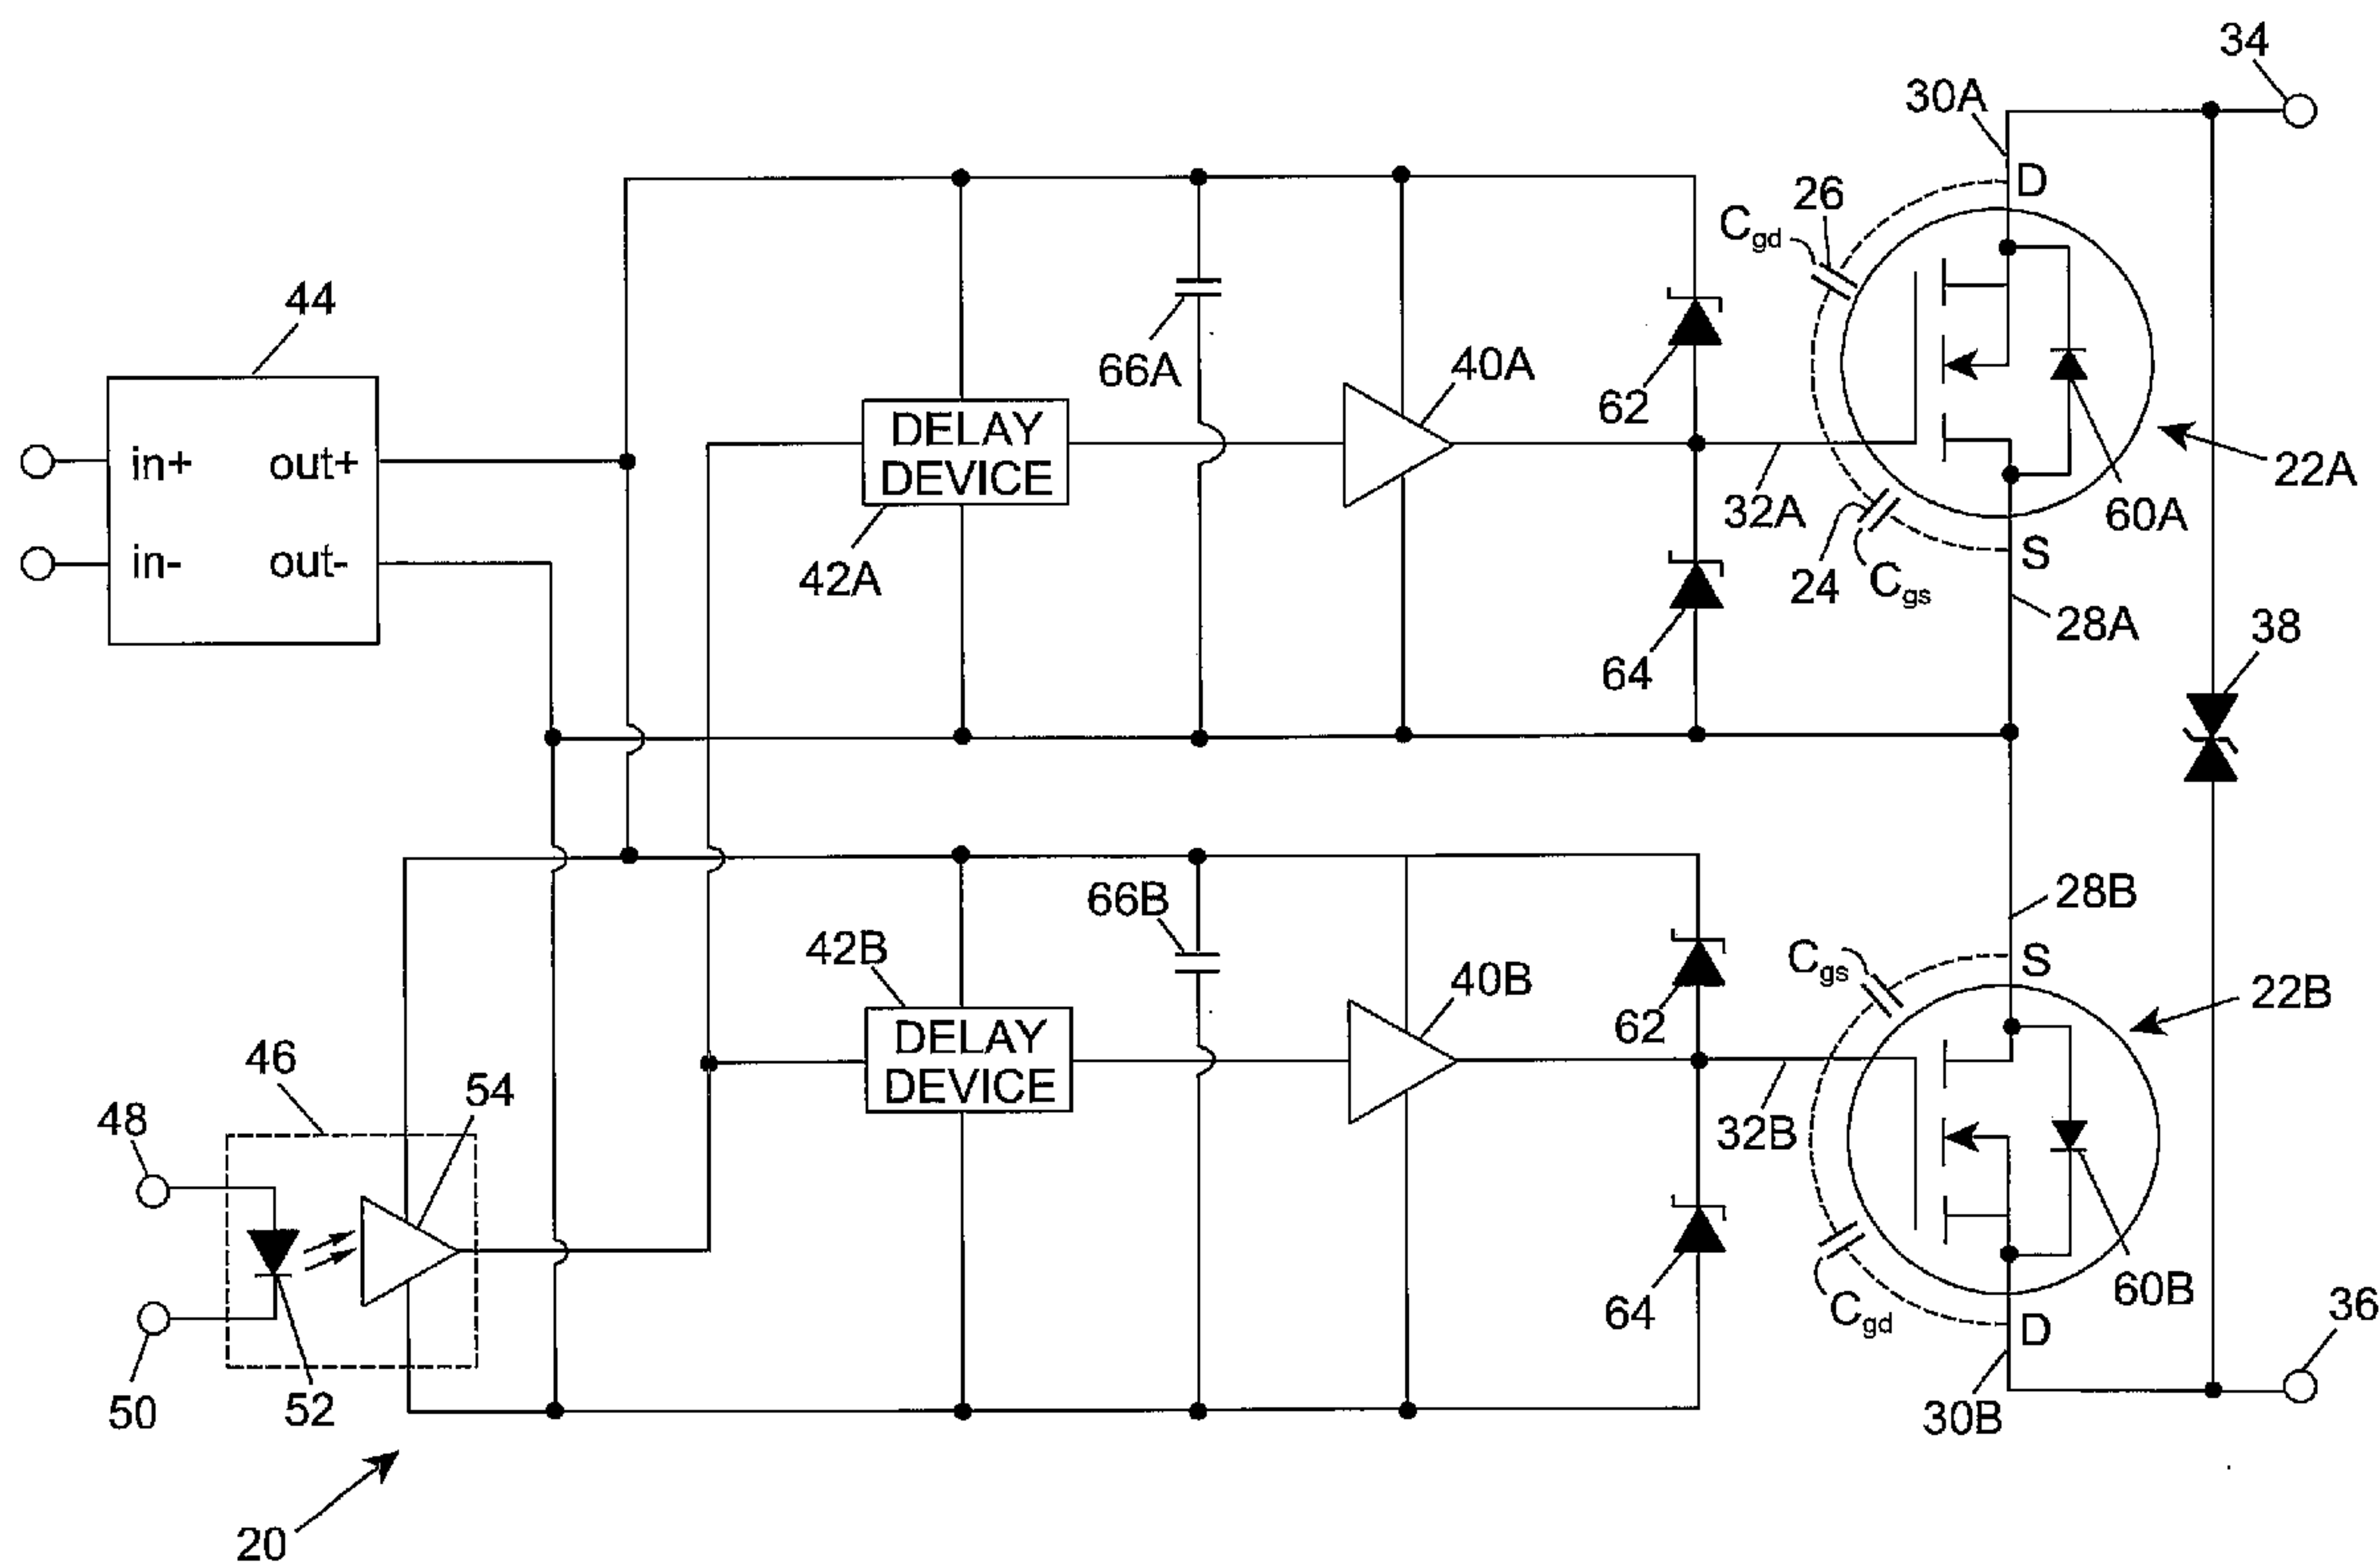 34
30A
D
26
Cgd
44
66A
40A
62
in+ out+
DELAY
DEVICE
22A
32A
60A
in- out-
42A
24
Cgs
S
28A
38
64
66B
28B
42B
Cgs
S
40B
22B
62
DELAY
DEVICE
46
54
48
32B
60B
64
Cgd
D
36
50
52
30B
20